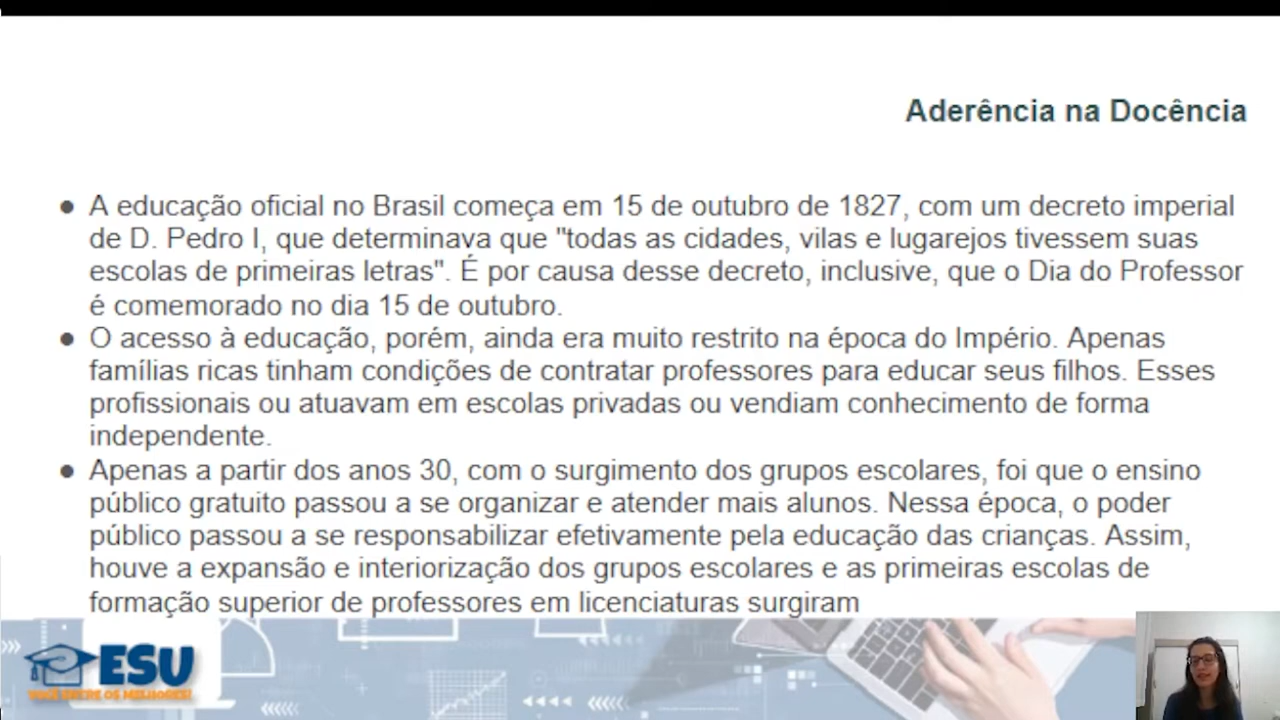 Aderência na Docência
● A educação oficial no Brasil começa em 15 de outubro de 1827, com um decreto imperial
de D. Pedro I, que determinava que "todas as cidades, vilas e lugarejos tivessem suas
escolas de primeiras letras". É por causa desse decreto, inclusive, que o Dia do Professor
é comemorado no dia 15 de outubro.
● O acesso à educação, porém, ainda era muito restrito na época do Império. Apenas
famílias ricas tinham condições de contratar professores para educar seus filhos. Esses
profissionais ou atuavam em escolas privadas ou vendiam conhecimento de forma
independente.
● Apenas a partir dos anos 30, com o surgimento dos grupos escolares, foi que o ensino
público gratuito passou a se organizar e atender mais alunos. Nessa época, o poder
público passou a se responsabilizar efetivamente pela educação das crianças. Assim,
houve a expansão e interiorização dos grupos escolares e as primeiras escolas de
formação superior de professores em licenciaturas surgiram
ESU
VOCÊ ENTRE OS MELHORES!